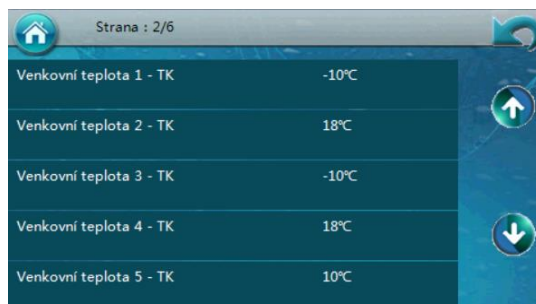 Strana : 2/6
Venkovní teplota 1 - TK -10℃
Venkovní teplota 2 - TK 18℃
Venkovní teplota 3 - TK -10℃
Venkovní teplota 4 - TK 18℃
Venkovní teplota 5 - TK 10℃